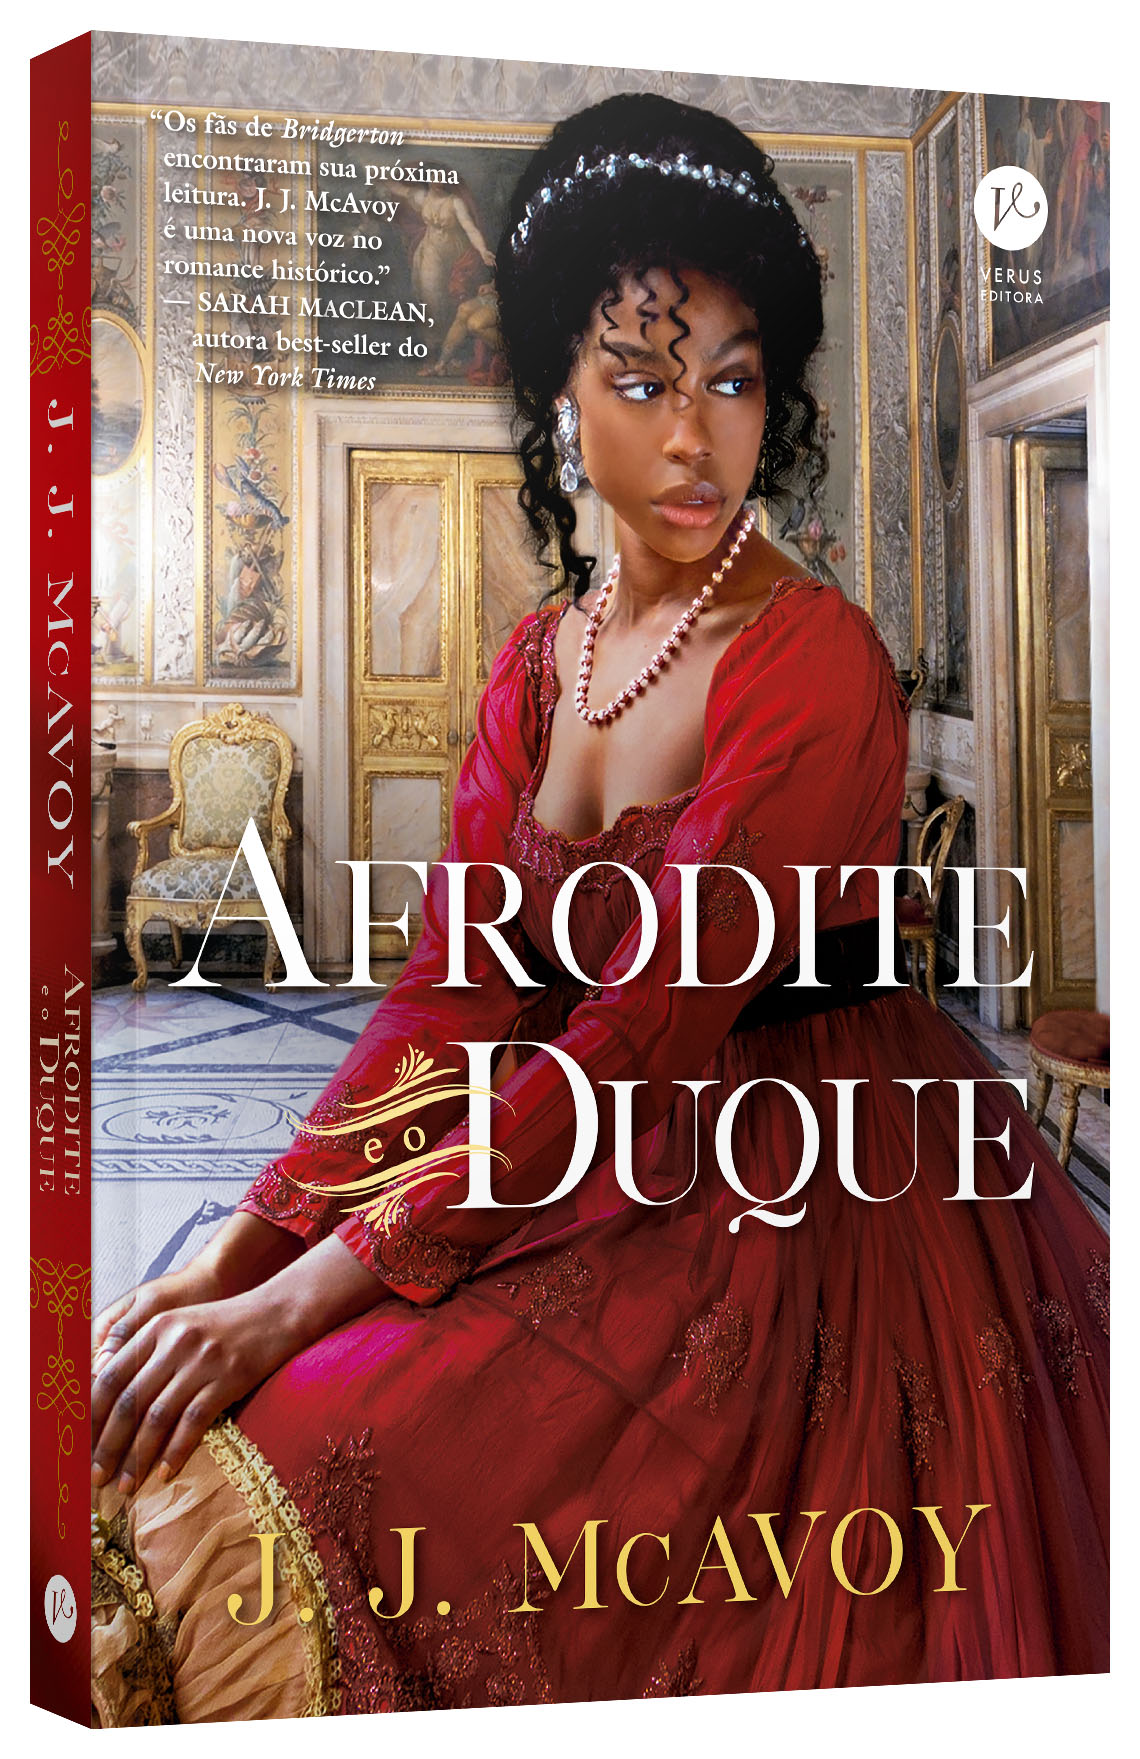 “Os fãs de Bridgerton
encontraram sua próxima
leitura. J. J. McAvoy
é uma nova voz no
romance histórico.”
— SARAH MACLEAN,
autora best-seller do
New York Times
VERUS
EDITORA
AFRODITE
e o DUQUE
J. J. McAVOY
J. J. McAVOY
AFRODITE
e o DUQUE